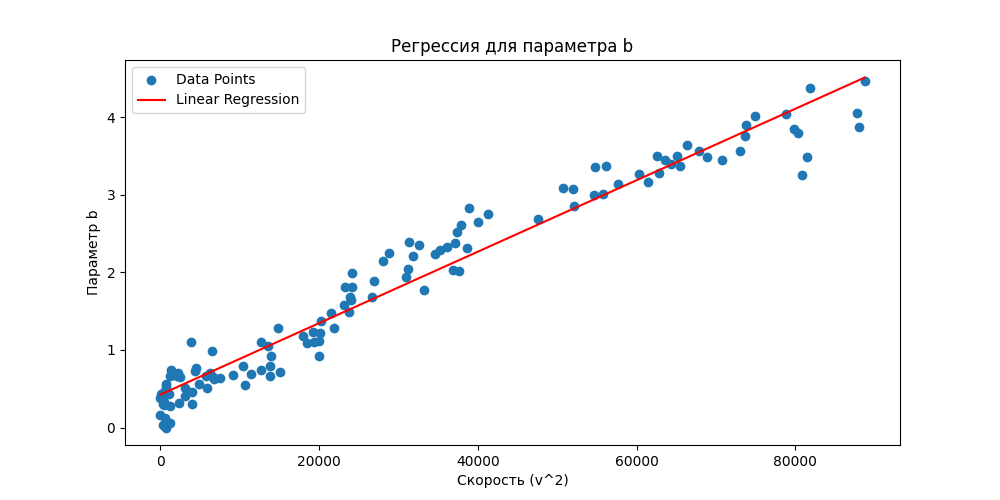 Регрессия для параметра b
Data Points
Linear Regression
Параметр b
4
3
2
1
0
0 20000 40000 60000 80000
Скорость (v^2)